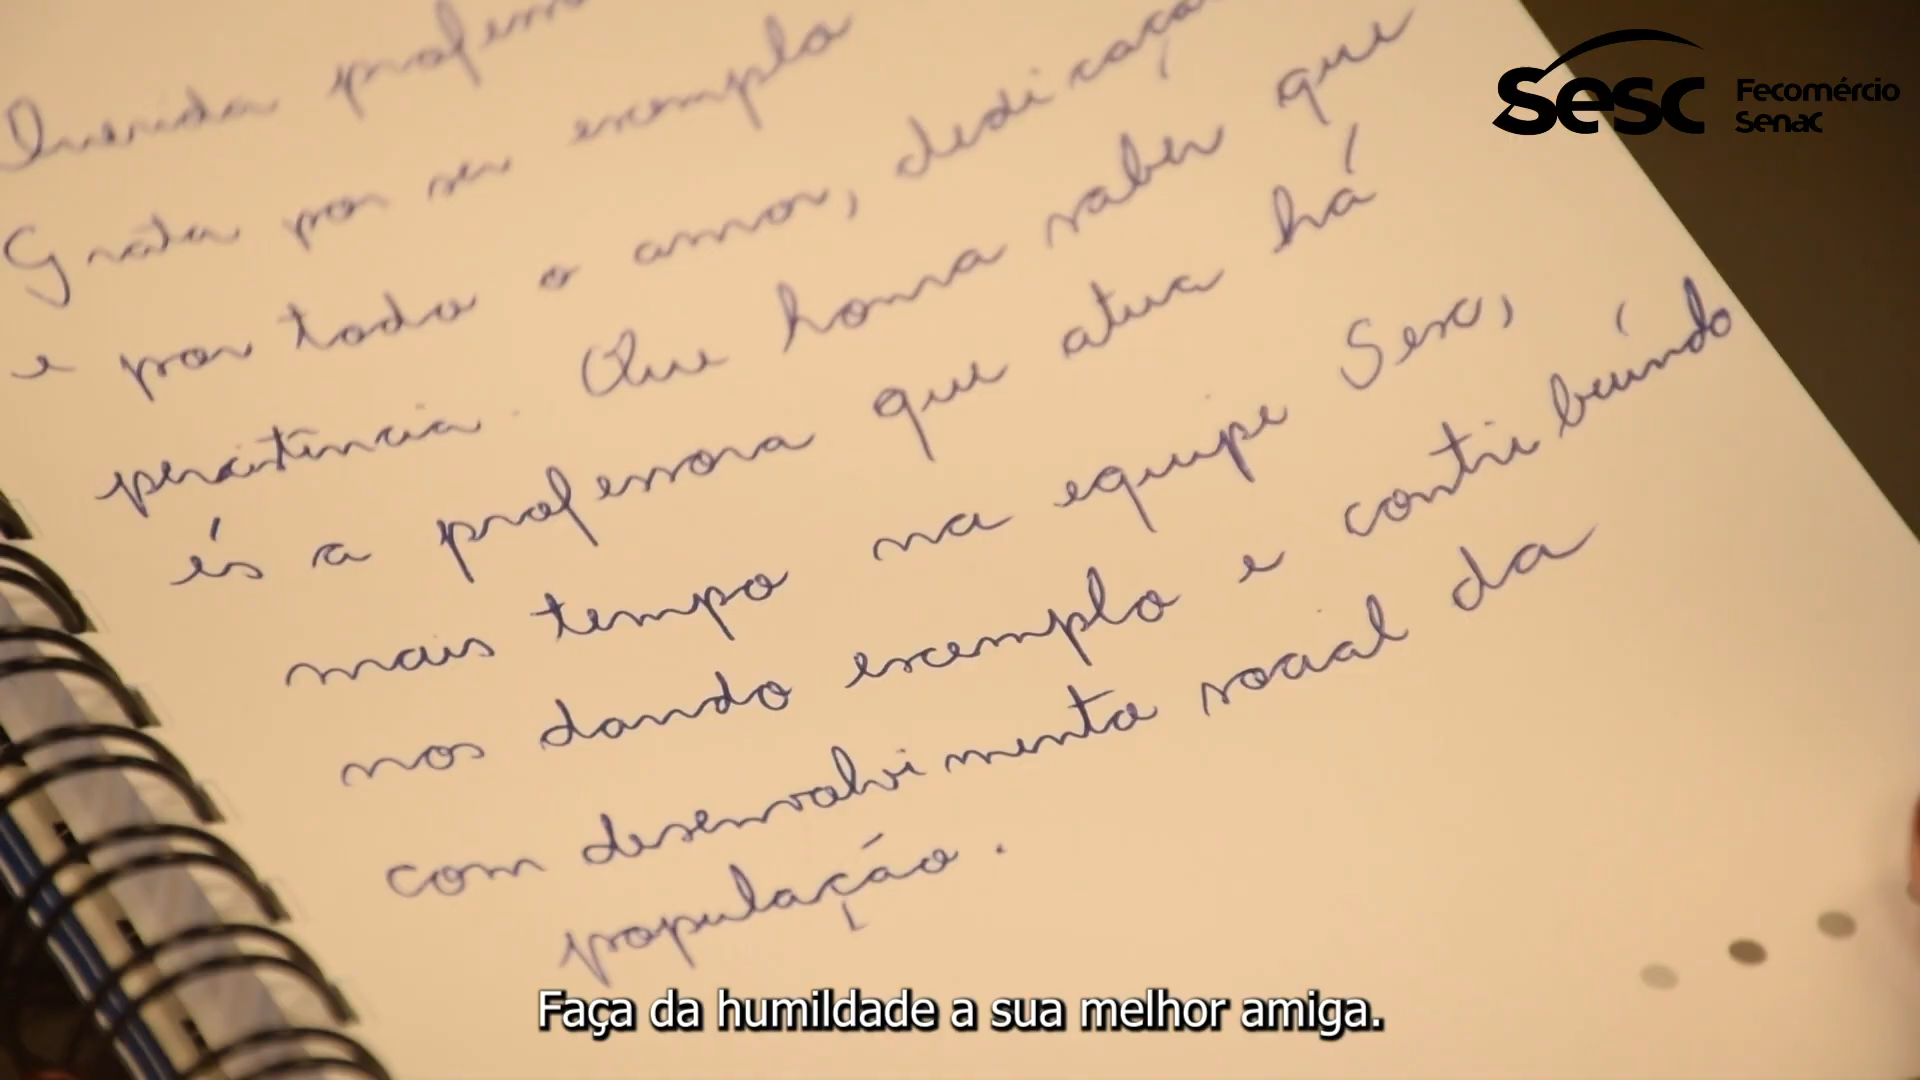 Querida profess
Grata por seu exemplo
e por todo o amor, dedicaçã
persistência. Que honra saber que
és a professora que atua há
mais tempo na equipe Sesc,
nos dando exemplo e contribuindo
com desenvolvimento social da
população.
Sesc Fecomércio
Senac
Faça da humildade a sua melhor amiga.